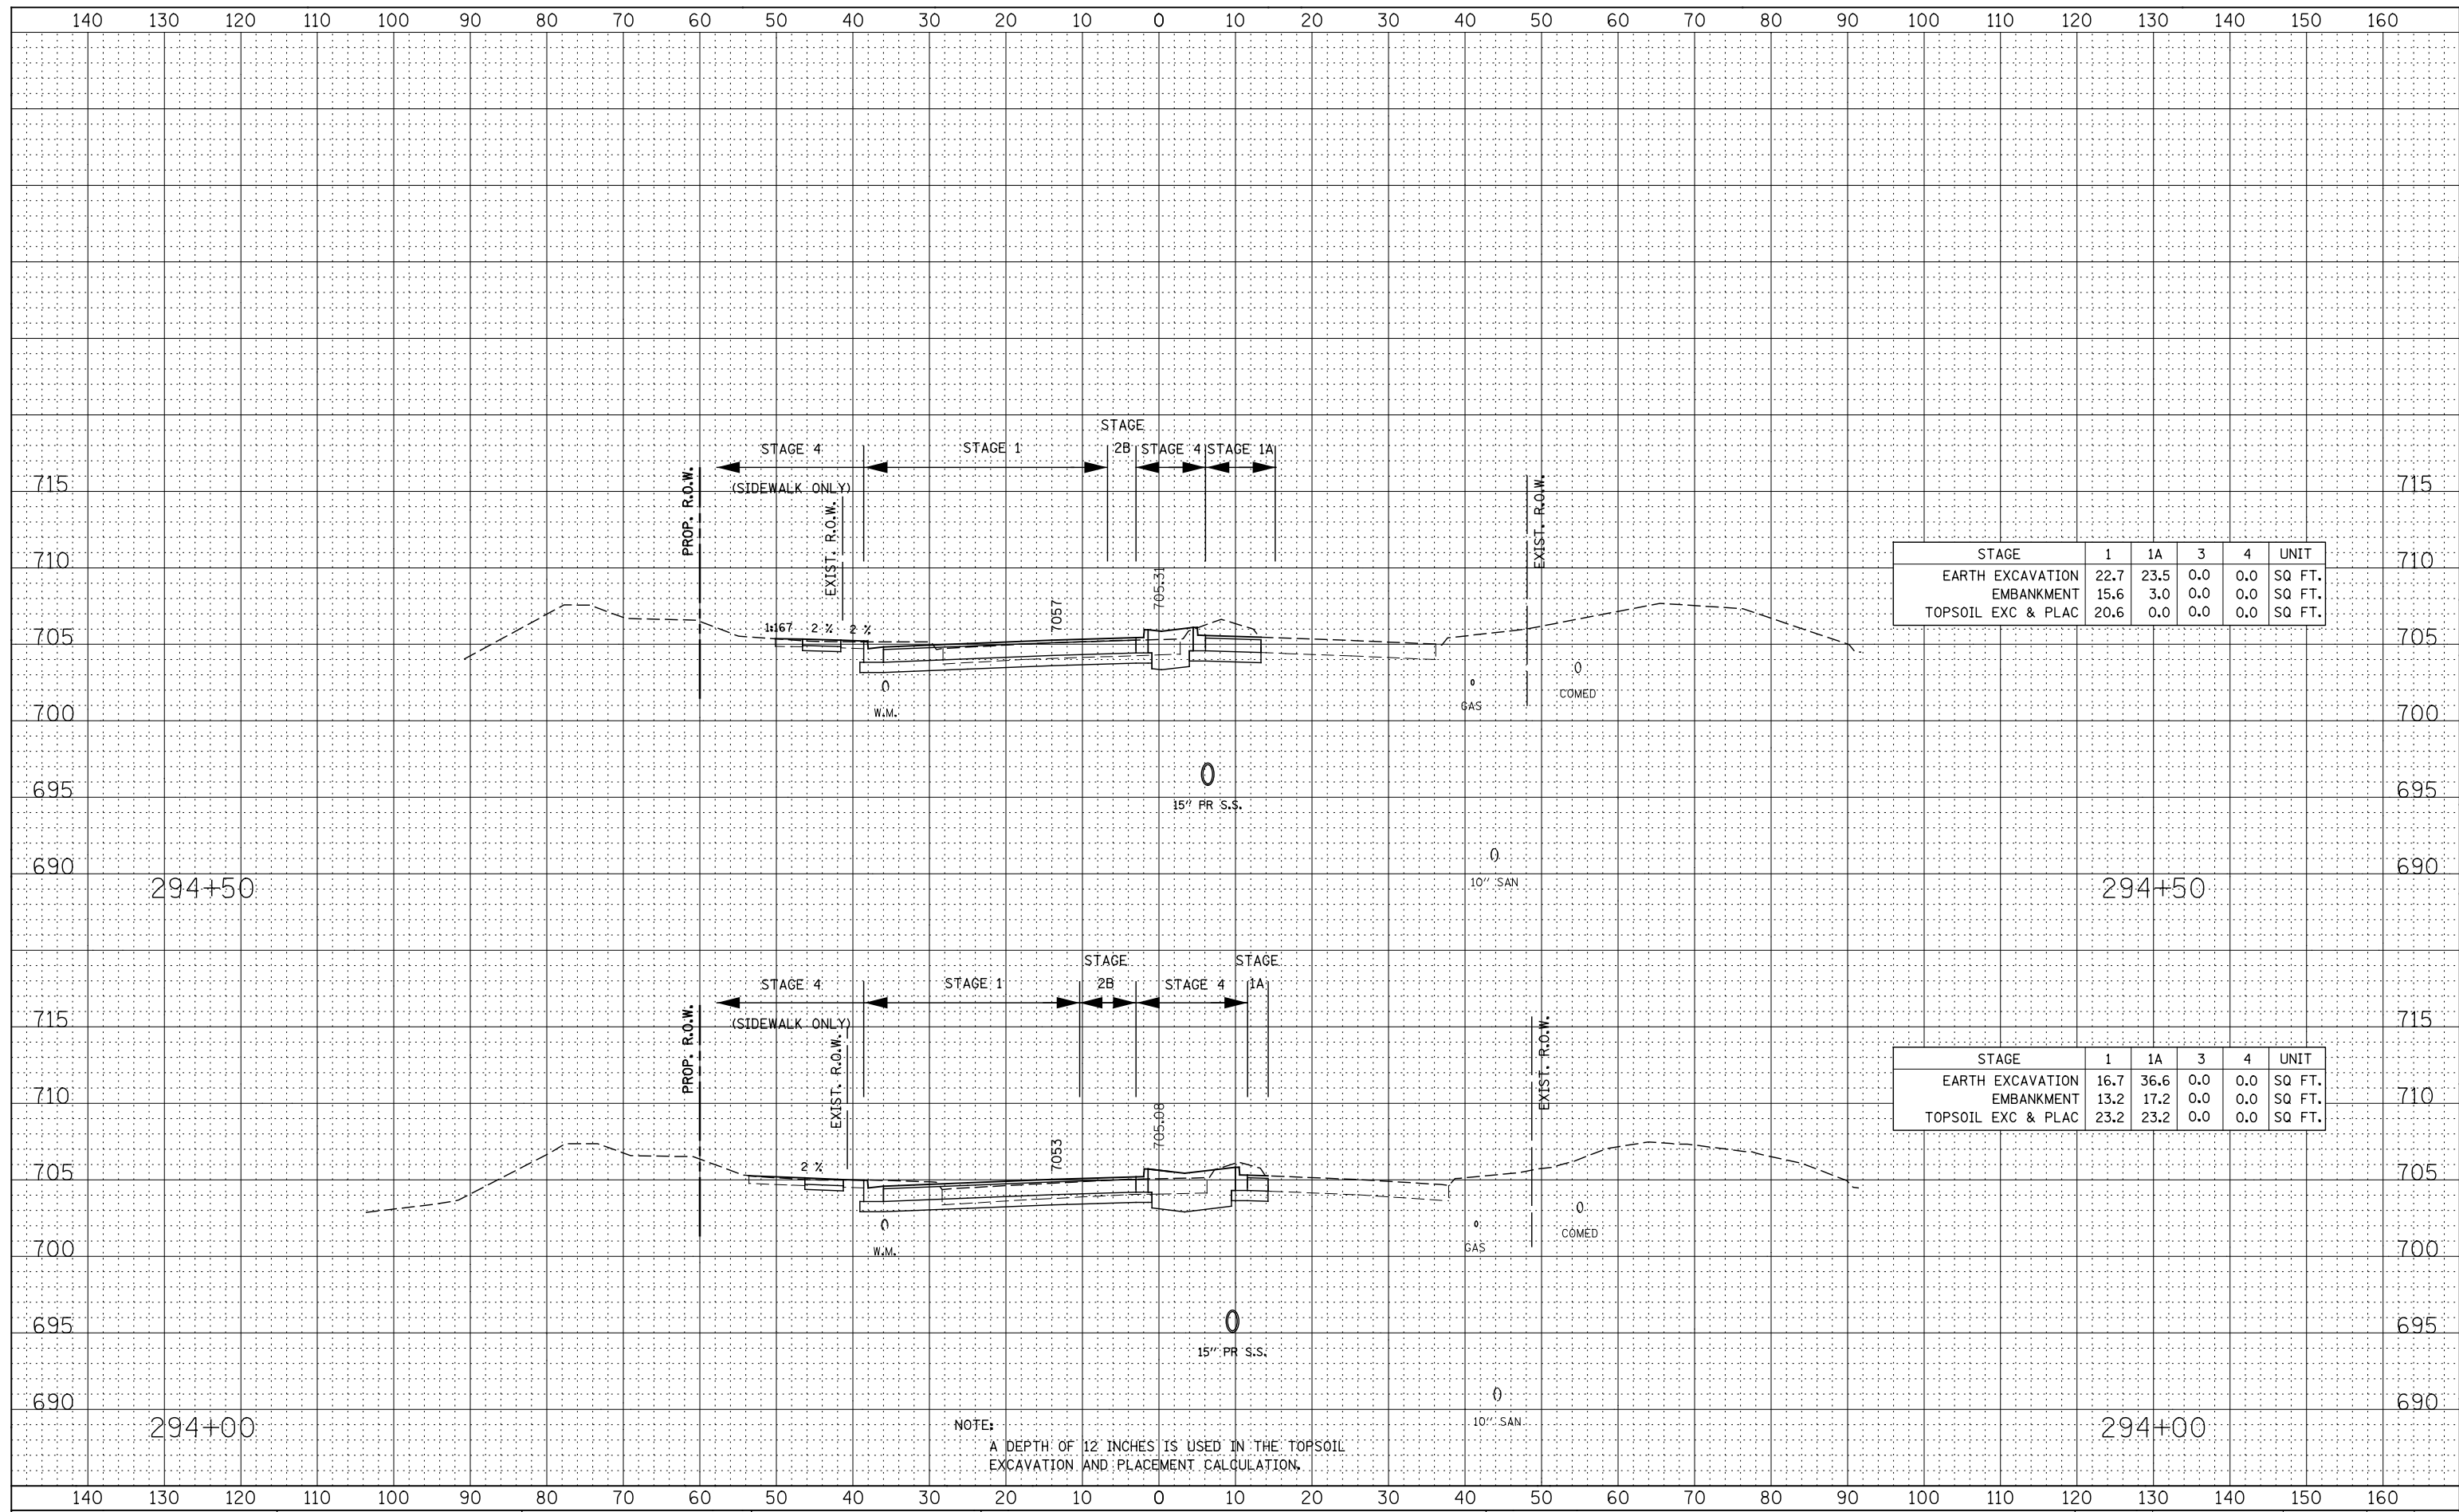 140 130 120 110 100 90 80 70 60 50 40 30 20 10 0 10 20 30 40 50 60 70 80 90 100 110 120 130 140 150 160
STAGE
STAGE 4 STAGE 1 2B STAGE 4 STAGE 1A
715 PROP. R.O.W. (SIDEWALK ONLY) EXIST. R.O.W. EXIST. R.O.W. 715
710 710
STAGE 1 1A 3 4 UNIT
EARTH EXCAVATION 22.7 23.5 0.0 0.0 SQ FT.
EMBANKMENT 15.6 3.0 0.0 0.0 SQ FT.
TOPSOIL EXC & PLAC 20.6 0.0 0.0 0.0 SQ FT.
7057 705.31
705 1:167 2 % 2 % 705
COMED
700 W.M. GAS 700
695 695
15" PR S.S.
690 690
10" SAN
294+50 294+50
STAGE STAGE
STAGE 4 STAGE 1 2B STAGE 4 1A
715 PROP. R.O.W. (SIDEWALK ONLY) EXIST. R.O.W. EXIST. R.O.W. 715
STAGE 1 1A 3 4 UNIT
EARTH EXCAVATION 16.7 36.6 0.0 0.0 SQ FT.
EMBANKMENT 13.2 17.2 0.0 0.0 SQ FT.
TOPSOIL EXC & PLAC 23.2 23.2 0.0 0.0 SQ FT.
710 710
7053 705.08
705 2 % 705
COMED
700 W.M. GAS 700
695 695
15" PR S.S.
690 690
10" SAN
294+00 294+00
NOTE:
A DEPTH OF 12 INCHES IS USED IN THE TOPSOIL
EXCAVATION AND PLACEMENT CALCULATION.
140 130 120 110 100 90 80 70 60 50 40 30 20 10 0 10 20 30 40 50 60 70 80 90 100 110 120 130 140 150 160